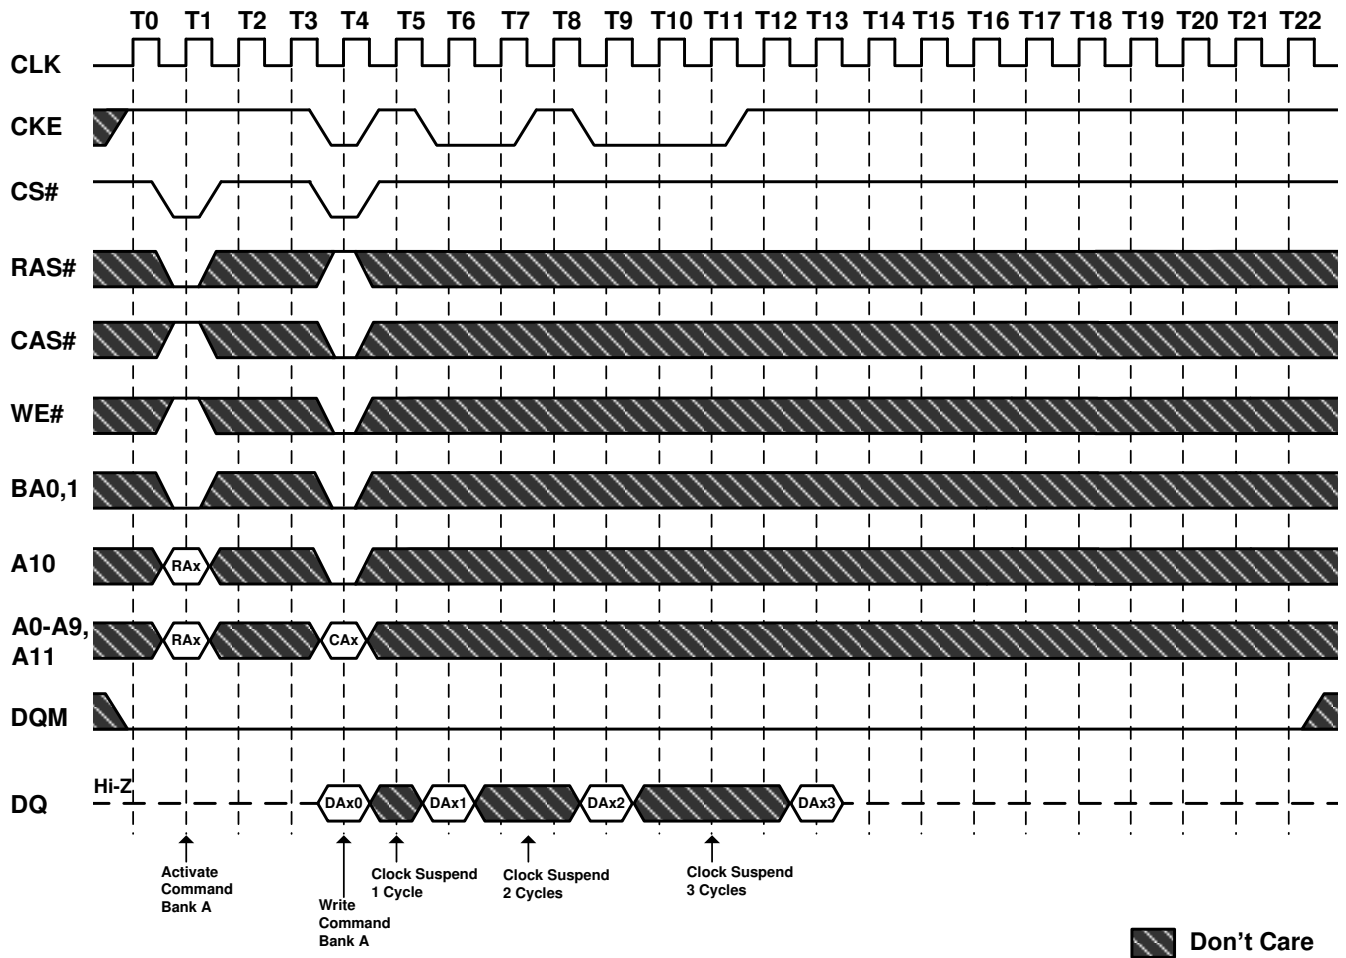 T0 T1 T2 T3 T4 T5 T6 T7 T8 T9 T10 T11 T12 T13 T14 T15 T16 T17 T18 T19 T20 T21 T22
CLK
CKE
CS#
RAS#
CAS#
WE#
BA0,1
A10
RAx
A0-A9,
A11
RAx
CAx
DQM
Hi-Z
DQ
DAx0
DAx1
DAx2
DAx3
Activate
Command
Bank A
Write
Command
Bank A
Clock Suspend
1 Cycle
Clock Suspend
2 Cycles
Clock Suspend
3 Cycles
Don't Care